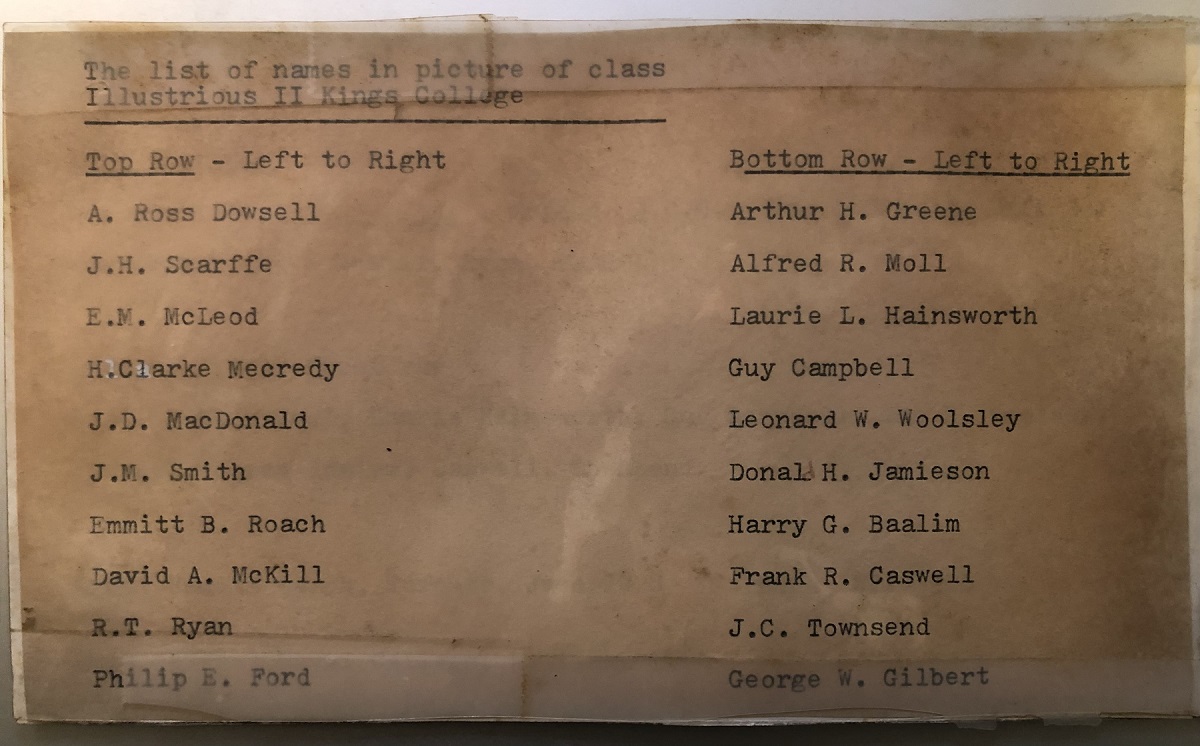 The list of names in picture of class
Illustrious II Kings College
Top Row - Left to Right
A. Ross Dowsell
J.H. Scarffe
E.M. McLeod
H.Clarke Mecredy
J.D. MacDonald
J.M. Smith
Emmitt B. Roach
David A. McKill
R.T. Ryan
Philip E. Ford
Bottom Row - Left to Right
Arthur H. Greene
Alfred R. Moll
Laurie L. Hainsworth
Guy Campbell
Leonard W. Woolsley
Donald H. Jamieson
Harry G. Baalim
Frank R. Caswell
J.C. Townsend
George W. Gilbert